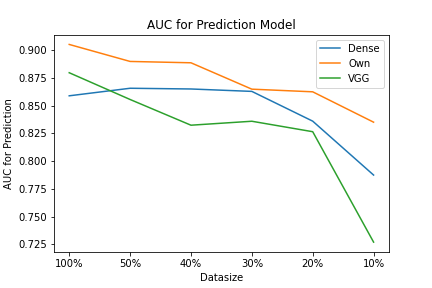 AUC for Prediction Model
AUC for Prediction
0.900
0.875
0.850
0.825
0.800
0.775
0.750
0.725
Dense
Own
VGG
100% 50% 40% 30% 20% 10%
Datasize